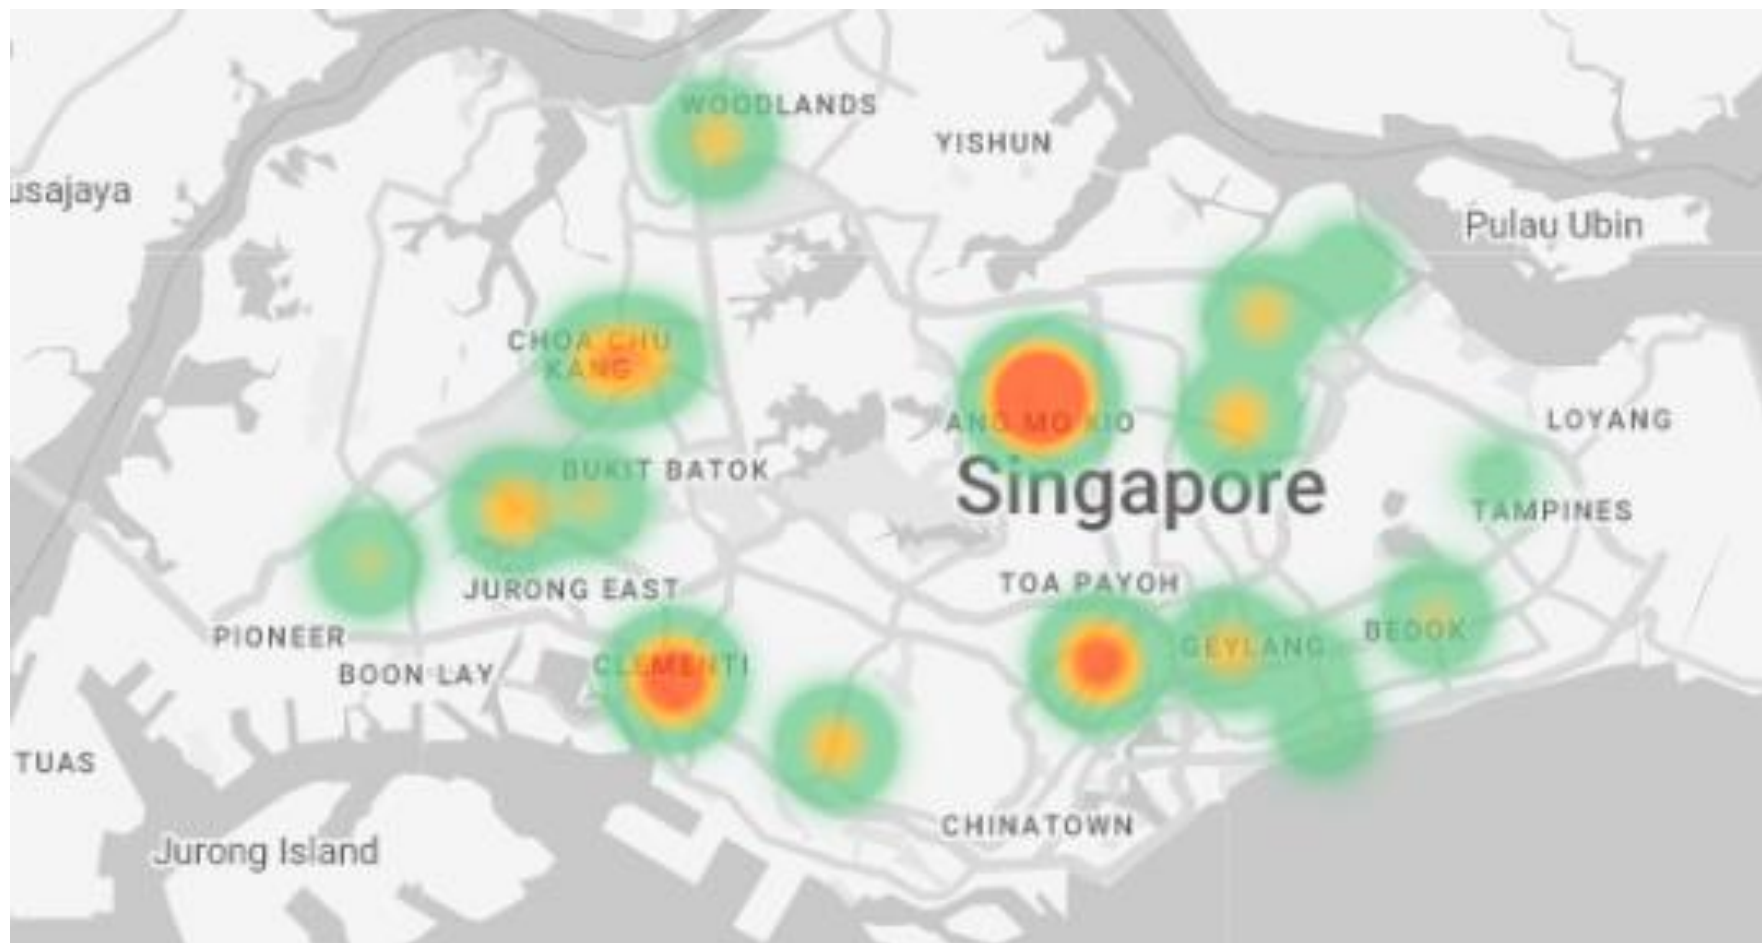 WOODLANDS
YISHUN
usajaya
Pulau Ubin
CHOA CHU
KANG
ANG MO KIO
LOYANG
BUKIT BATOK
Singapore
TAMPINES
JURONG EAST
TOA PAYOH
PIONEER
GEYLANG
BEDOK
BOON LAY
CLEMENTI
TUAS
CHINATOWN
Jurong Island